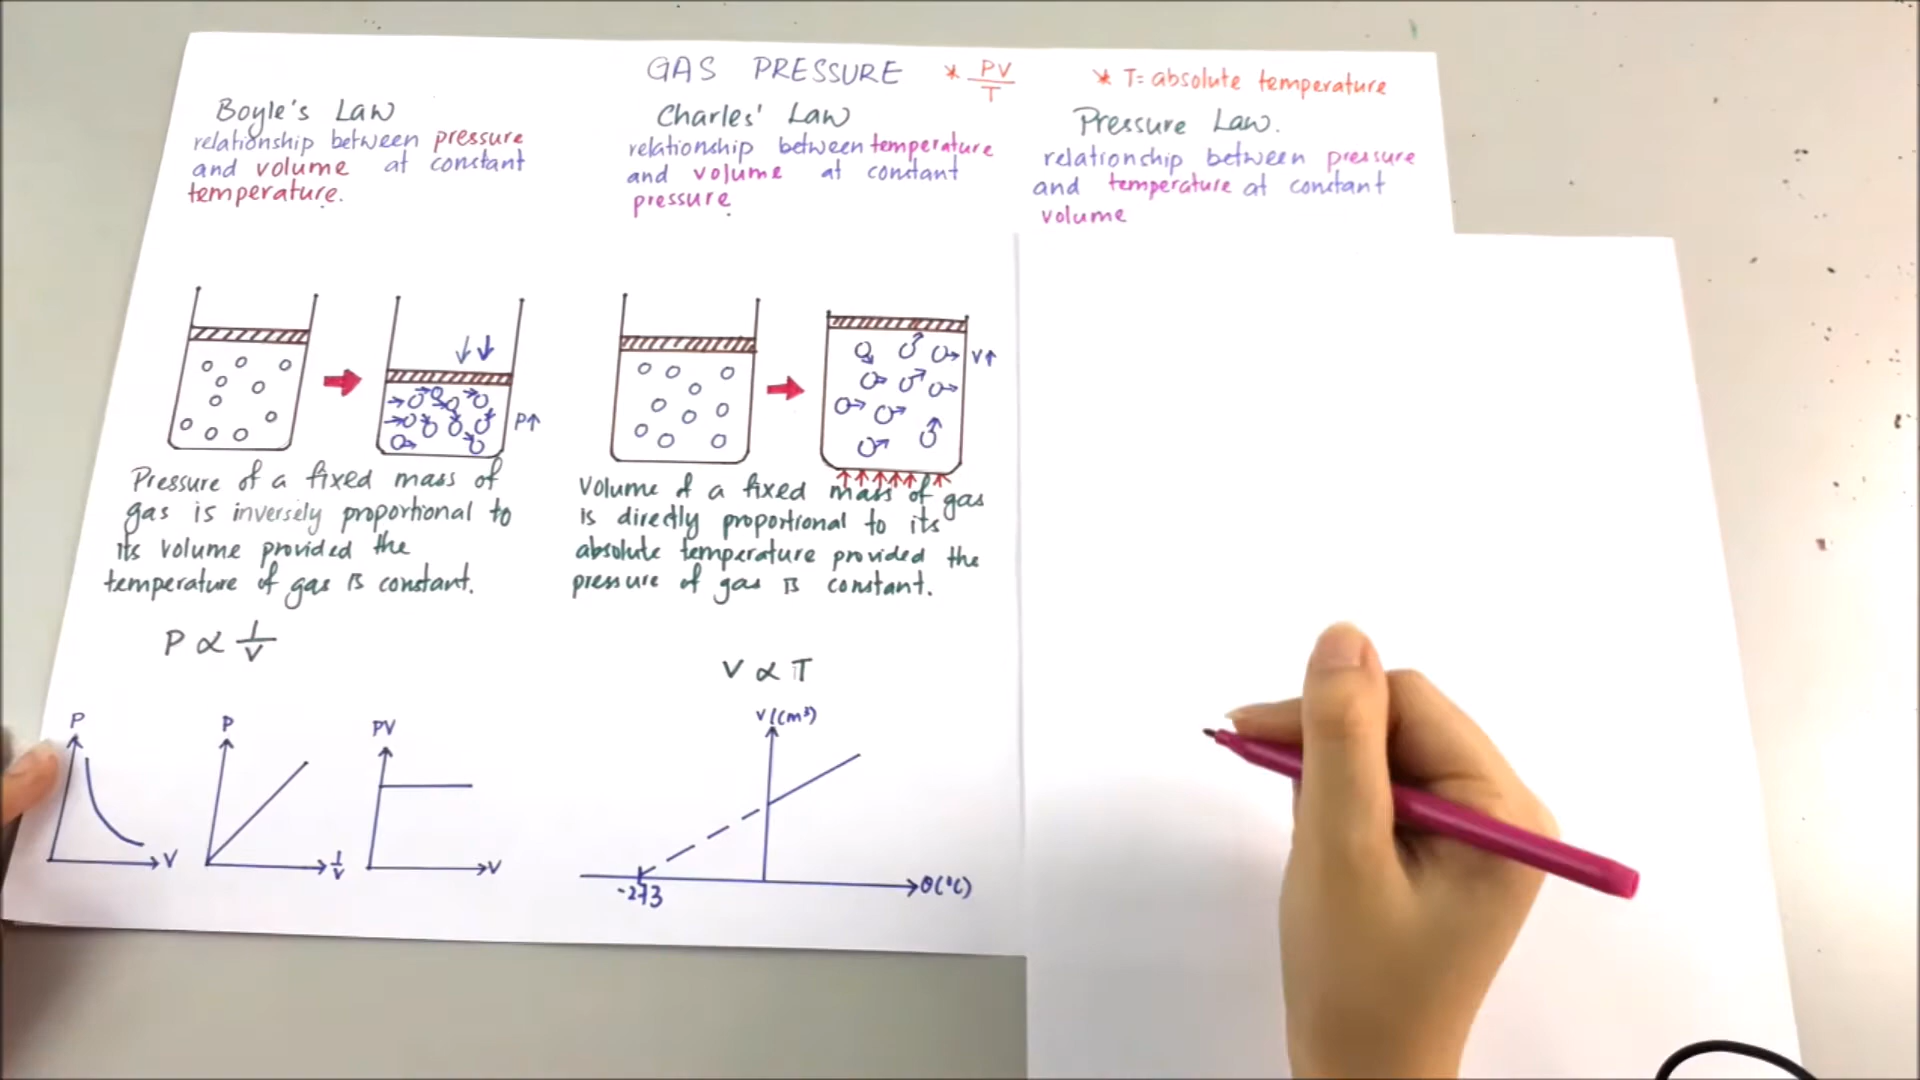 GAS PRESSURE * PV/T * T= absolute temperature
Boyle's Law
relationship between pressure
and volume at constant
temperature.
P↑
Pressure of a fixed mass of
gas is inversely proportional to
its volume provided the
temperature of gas is constant.
P ∝ 1/V
P
V
P
1/V
PV
V
Charles' Law
relationship between temperature
and volume at constant
pressure.
V↑
Volume of a fixed mass of gas
is directly proportional to its
absolute temperature provided the
pressure of gas is constant.
V ∝ T
V/(cm³)
-273
θ(°C)
Pressure Law.
relationship between pressure
and temperature at constant
volume